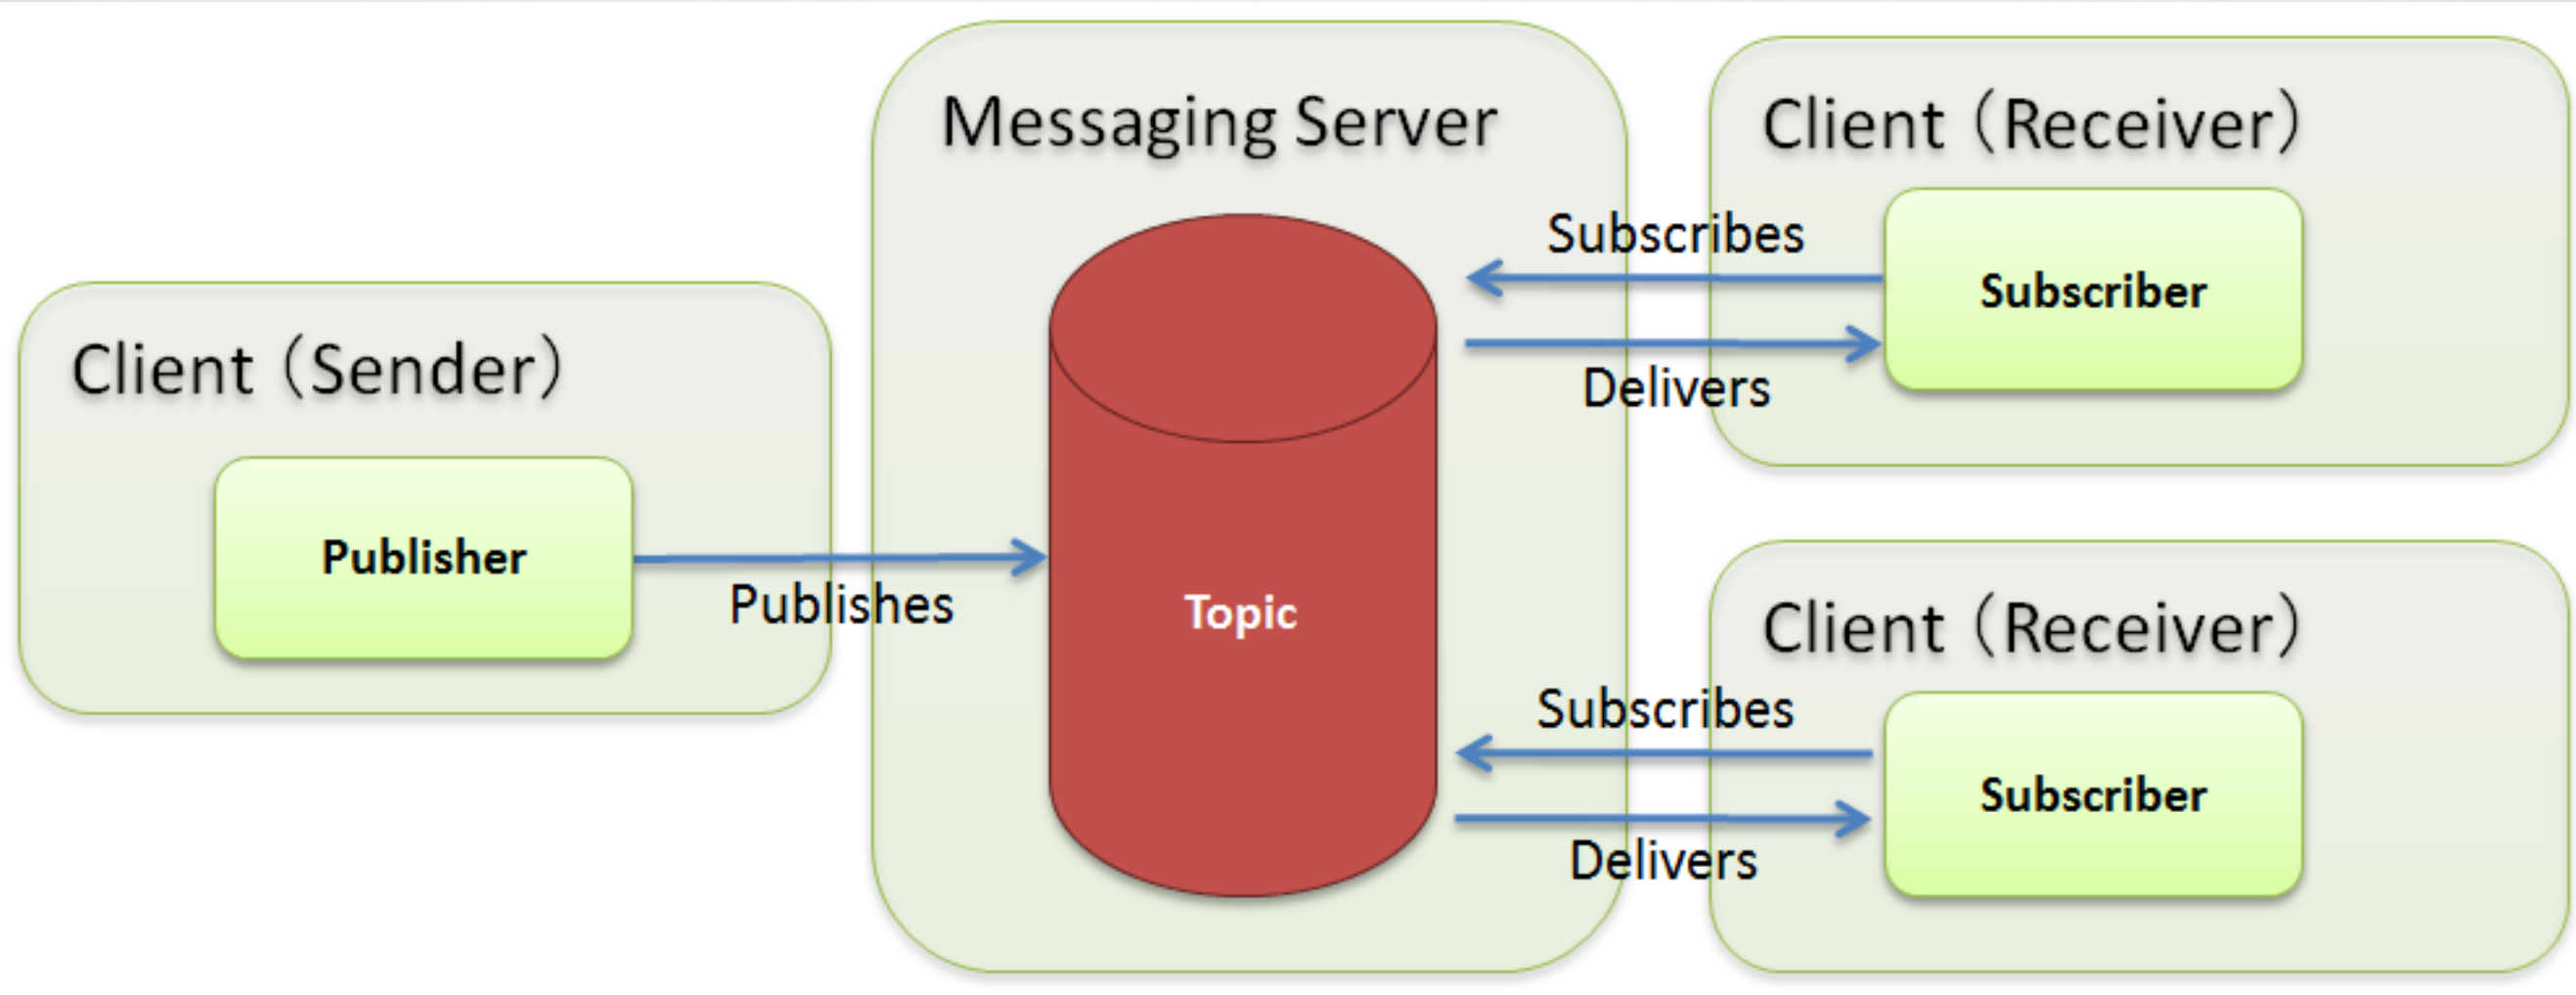 Client（Sender）
Publisher
Publishes
Messaging Server
Topic
Subscribes
Delivers
Subscribes
Delivers
Client（Receiver）
Subscriber
Client（Receiver）
Subscriber